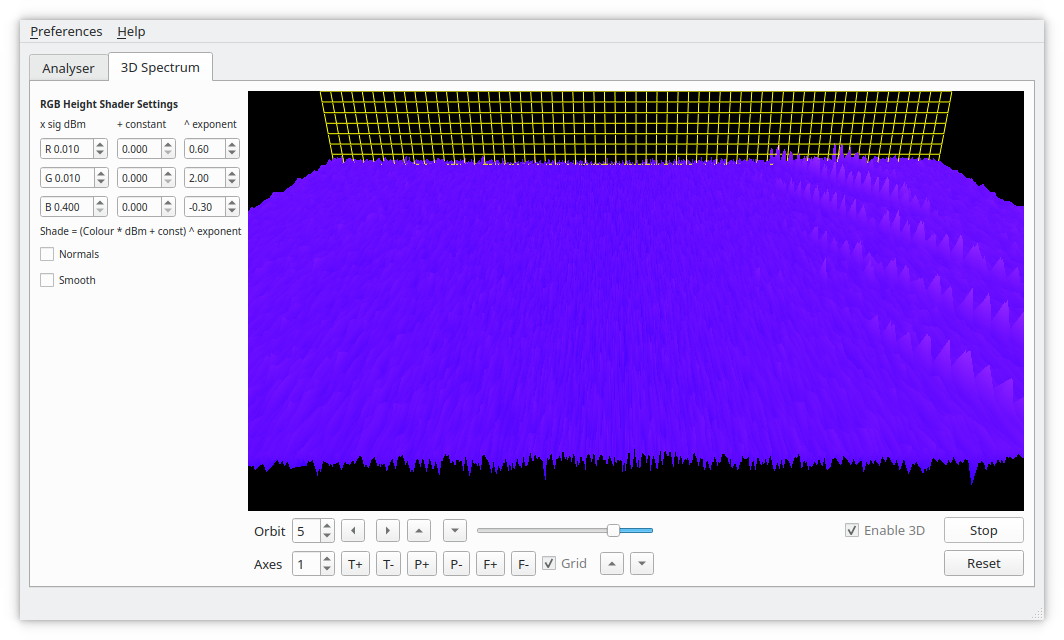 Preferences Help
Analyser 3D Spectrum
RGB Height Shader Settings
x sig dBm + constant ^ exponent
R 0.010 0.000 0.60
G 0.010 0.000 2.00
B 0.400 0.000 -0.30
Shade = (Colour * dBm + const) ^ exponent
Normals
Smooth
Orbit 5 Enable 3D Stop
Axes 1 T+ T- P+ P- F+ F- Grid Reset